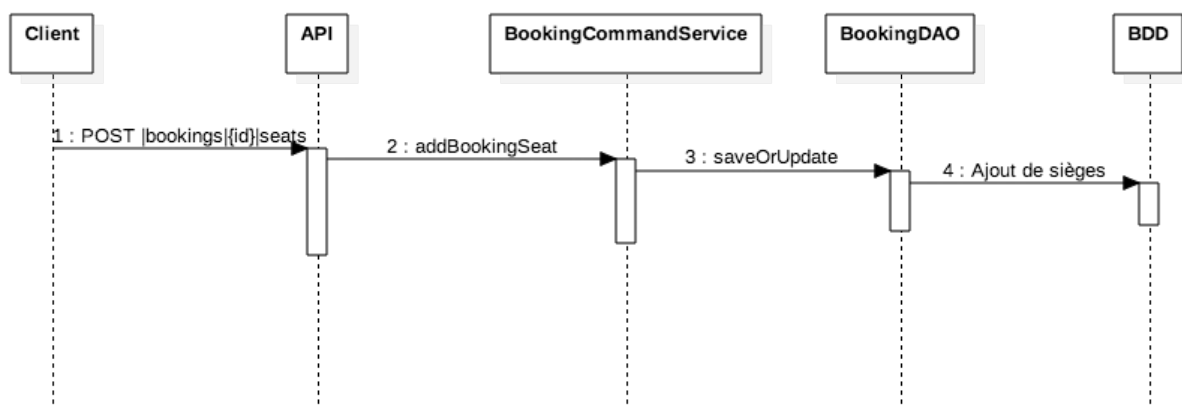 Client
API
BookingCommandService
BookingDAO
BDD
1 : POST |bookings|{id}|seats
2 : addBookingSeat
3 : saveOrUpdate
4 : Ajout de sièges